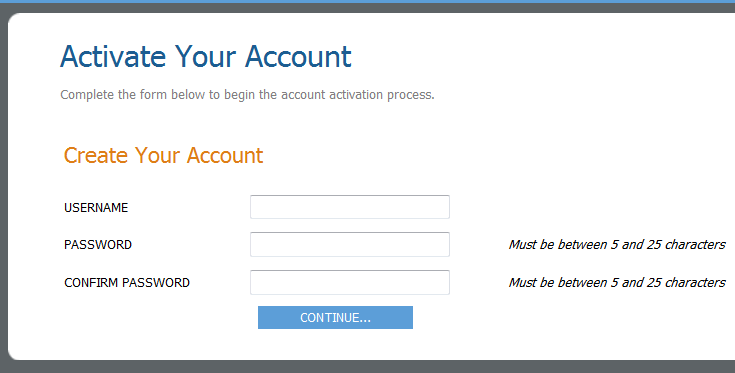 Activate Your Account
Complete the form below to begin the account activation process.
Create Your Account
USERNAME
PASSWORD Must be between 5 and 25 characters
CONFIRM PASSWORD Must be between 5 and 25 characters
CONTINUE...